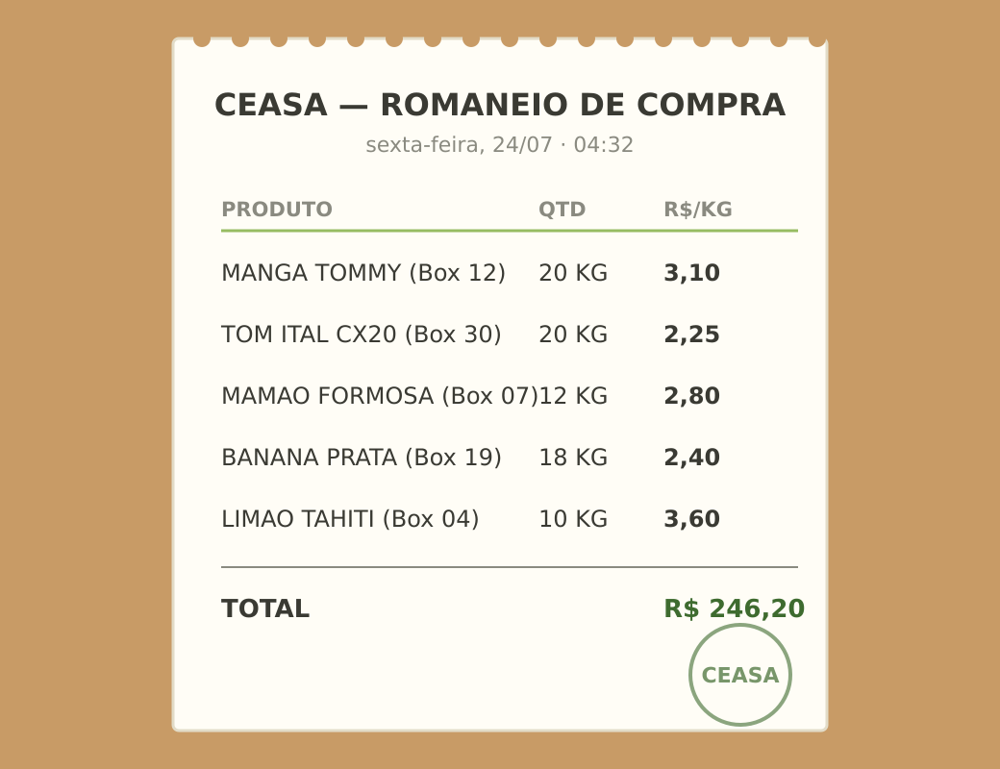 CEASA — ROMANEIO DE COMPRA
sexta-feira, 24/07 · 04:32
PRODUTO QTD R$/KG
MANGA TOMMY (Box 12) 20 KG 3,10
TOM ITAL CX20 (Box 30) 20 KG 2,25
MAMAO FORMOSA (Box 07) 12 KG 2,80
BANANA PRATA (Box 19) 18 KG 2,40
LIMAO TAHITI (Box 04) 10 KG 3,60
TOTAL R$ 246,20
CEASA